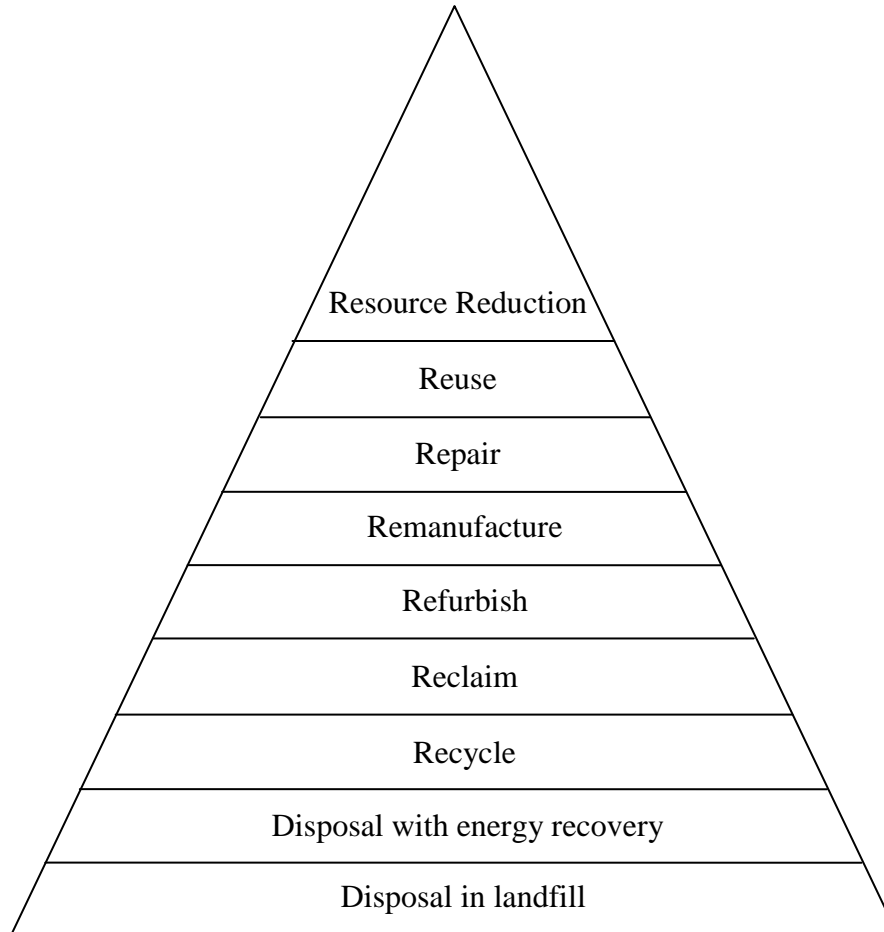 Resource Reduction
Reuse
Repair
Remanufacture
Refurbish
Reclaim
Recycle
Disposal with energy recovery
Disposal in landfill